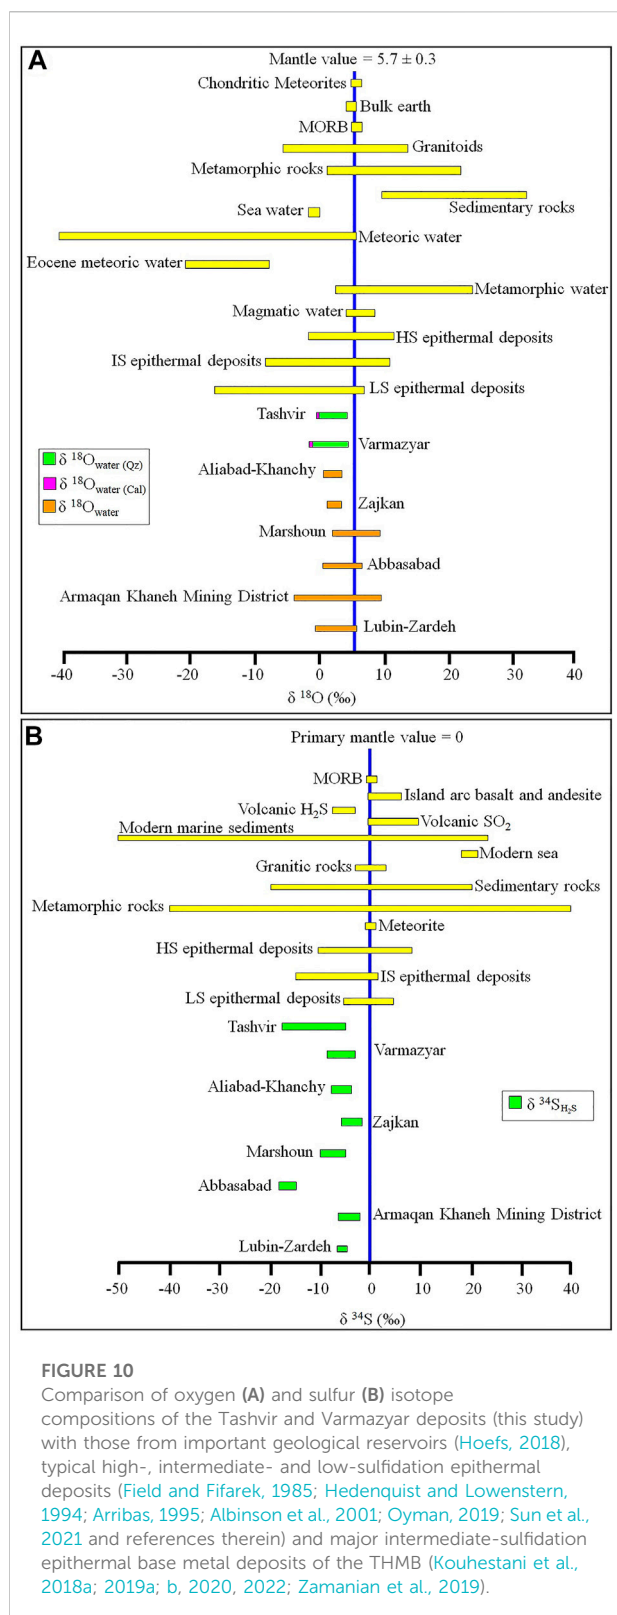 A
Mantle value = 5.7 ± 0.3
Chondritic Meteorites
Bulk earth
MORB
Granitoids
Metamorphic rocks
Sedimentary rocks
Sea water
Meteoric water
Eocene meteoric water
Metamorphic water
Magmatic water
HS epithermal deposits
IS epithermal deposits
LS epithermal deposits
Tashvir
Varmazyar
δ 18Owater (Qz)
δ 18Owater (Cal)
δ 18Owater
Aliabad-Khanchy
Zajkan
Marshoun
Abbasabad
Armaqan Khaneh Mining District
Lubin-Zardeh
-40 -30 -20 -10 0 10 20 30 40
δ 18O (‰)
B
Primary mantle value = 0
MORB
Island arc basalt and andesite
Volcanic H2S
Volcanic SO2
Modern marine sediments
Modern sea
Granitic rocks
Sedimentary rocks
Metamorphic rocks
Meteorite
HS epithermal deposits
IS epithermal deposits
LS epithermal deposits
Tashvir
Varmazyar
Aliabad-Khanchy
δ 34SH2S
Zajkan
Marshoun
Abbasabad
Armaqan Khaneh Mining District
Lubin-Zardeh
-50 -40 -30 -20 -10 0 10 20 30 40
δ 34S (‰)
FIGURE 10
Comparison of oxygen (A) and sulfur (B) isotope
compositions of the Tashvir and Varmazyar deposits (this study)
with those from important geological reservoirs (Hoefs, 2018),
typical high-, intermediate- and low-sulfidation epithermal
deposits (Field and Fifarek, 1985; Hedenquist and Lowenstern,
1994; Arribas, 1995; Albinson et al., 2001; Oyman, 2019; Sun et al.,
2021 and references therein) and major intermediate-sulfidation
epithermal base metal deposits of the THMB (Kouhestani et al.,
2018a; 2019a; b, 2020, 2022; Zamanian et al., 2019).